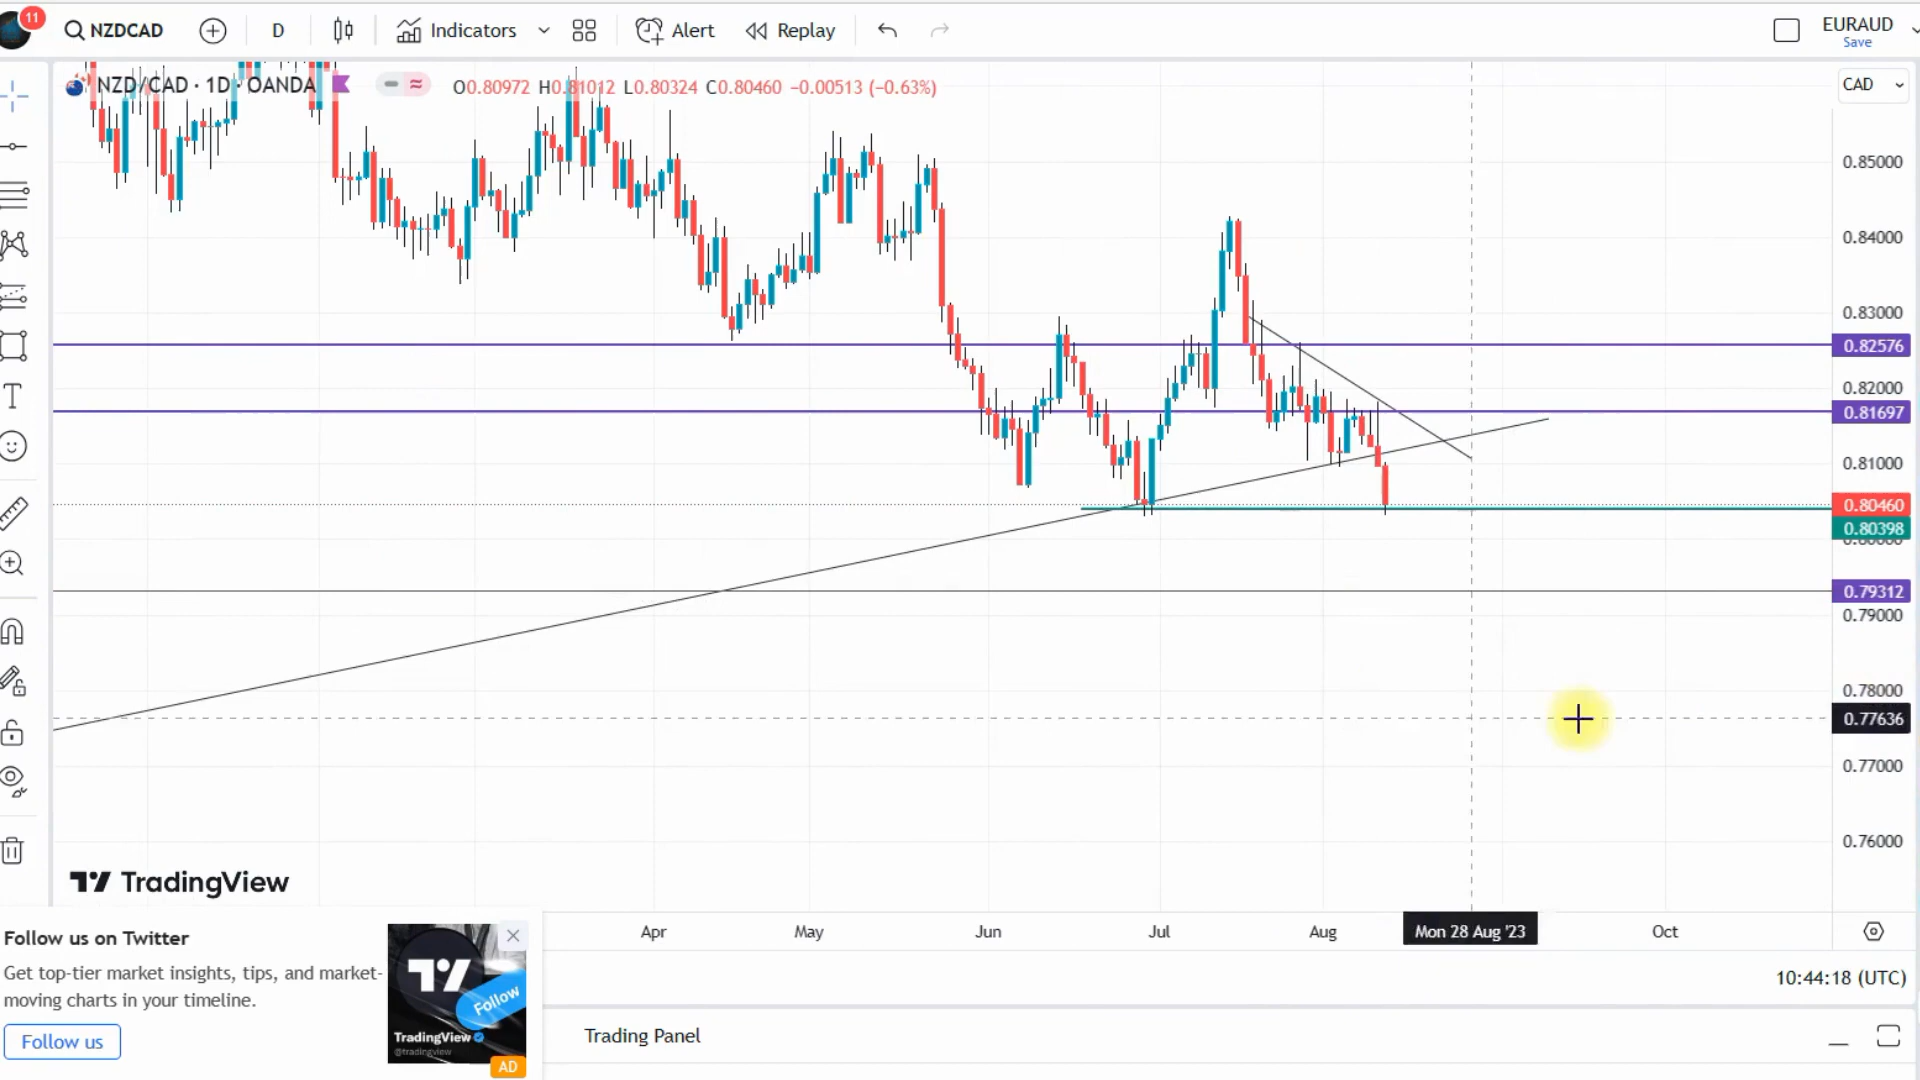 11
NZDCAD
D
Indicators
Alert
Replay
EURAUD
Save
NZD/CAD · 1D · OANDA
O0.80972 H0.81012 L0.80324 C0.80460 −0.00513 (−0.63%)
CAD
0.85000
0.84000
0.83000
0.82576
0.82000
0.81697
0.81000
0.80460
0.80398
0.80000
0.79312
0.79000
0.78000
0.77636
0.77000
0.76000
TradingView
Apr
May
Jun
Jul
Aug
Mon 28 Aug '23
Oct
Follow us on Twitter
Get top-tier market insights, tips, and market-
moving charts in your timeline.
Follow us
Follow
TradingView
@tradingview
AD
10:44:18 (UTC)
Trading Panel